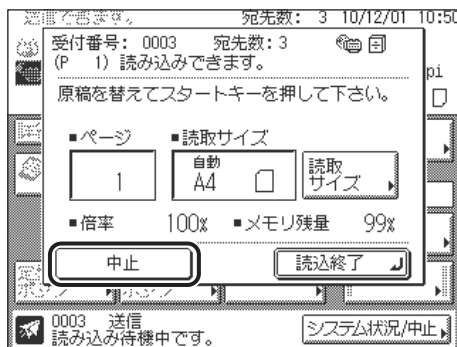 宛先数: 3 10/12/01 10:50
受付番号: 0003 宛先数: 3
(P 1) 読み込みできます。
原稿を替えてスタートキーを押して下さい。
■ページ ■読取サイズ
1 自動 A4 読取サイズ
■倍率 100% ■メモリ残量 99%
中止 読込終了
0003 送信
読み込み待機中です。
システム状況/中止